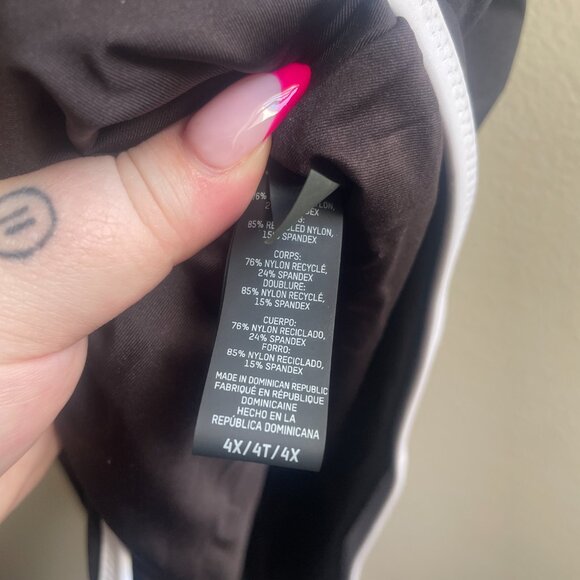 85% RECYCLED NYLON,
15% SPANDEX
CORPS:
76% NYLON RECYCLÉ,
24% SPANDEX
DOUBLURE:
85% NYLON RECYCLÉ,
15% SPANDEX
CUERPO:
76% NYLON RECICLADO,
24% SPANDEX
FORRO:
85% NYLON RECICLADO,
15% SPANDEX
MADE IN DOMINICAN REPUBLIC
FABRIQUÉ EN RÉPUBLIQUE
DOMINICAINE
HECHO EN
REPÚBLICA DOMINICANA
4X/4T/4X